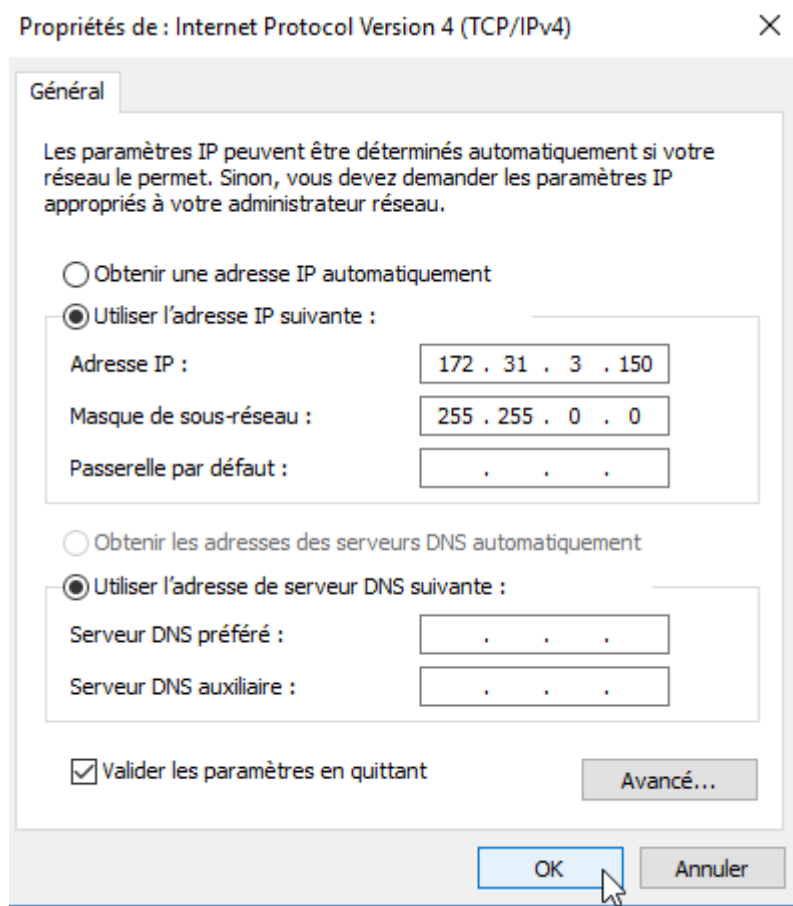 Propriétés de : Internet Protocol Version 4 (TCP/IPv4)
Général
Les paramètres IP peuvent être déterminés automatiquement si votre
réseau le permet. Sinon, vous devez demander les paramètres IP
appropriés à votre administrateur réseau.
Obtenir une adresse IP automatiquement
Utiliser l’adresse IP suivante :
Adresse IP : 172 . 31 . 3 . 150
Masque de sous-réseau : 255 . 255 . 0 . 0
Passerelle par défaut : . . .
Obtenir les adresses des serveurs DNS automatiquement
Utiliser l’adresse de serveur DNS suivante :
Serveur DNS préféré : . . .
Serveur DNS auxiliaire : . . .
Valider les paramètres en quittant
Avancé...
OK Annuler